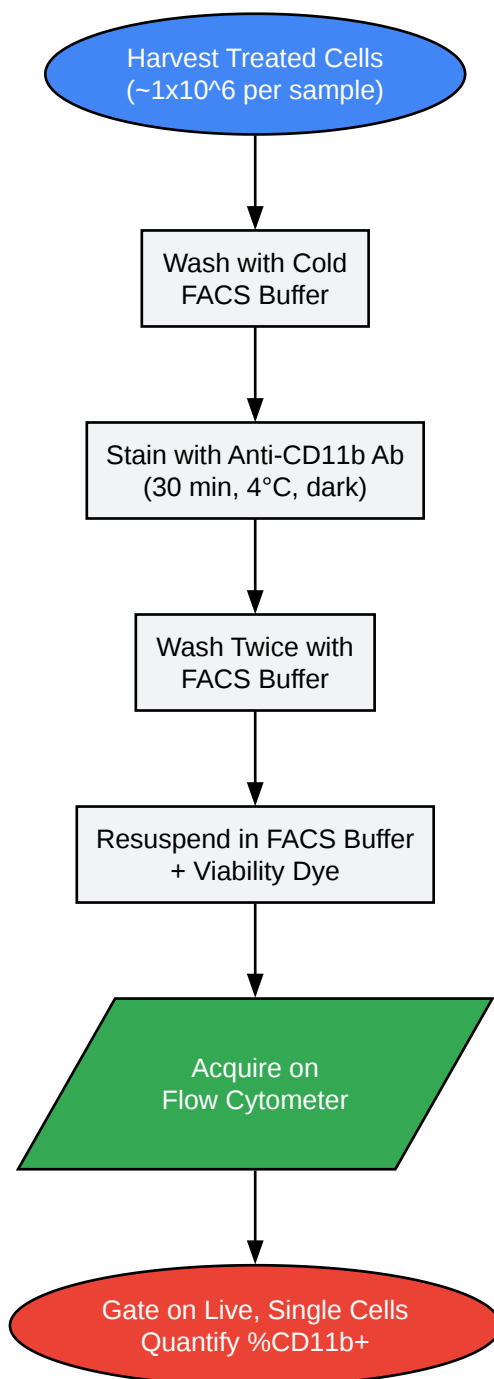 Harvest Treated Cells
(~1x10^6 per sample)
Wash with Cold
FACS Buffer
Stain with Anti-CD11b Ab
(30 min, 4°C, dark)
Wash Twice with
FACS Buffer
Resuspend in FACS Buffer
+ Viability Dye
Acquire on
Flow Cytometer
Gate on Live, Single Cells
Quantify %CD11b+